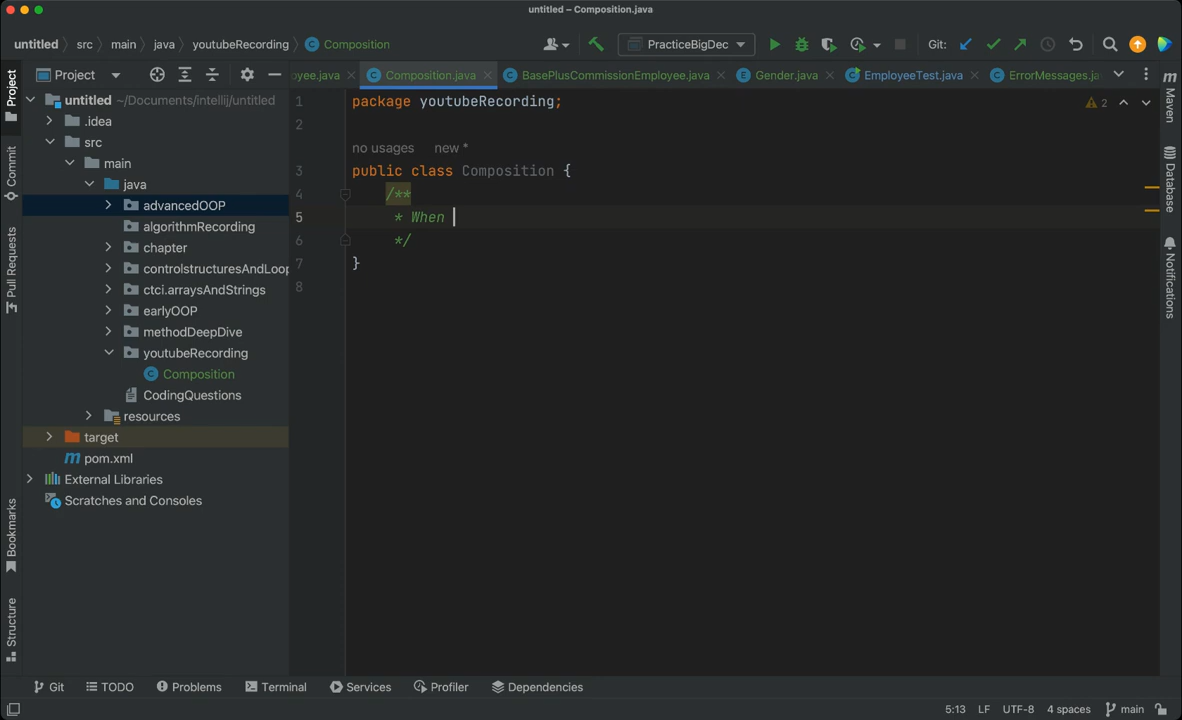 untitled – Composition.java
untitled src main java youtubeRecording Composition PracticeBigDec Git:
Project oyee.java Composition.java BasePlusCommissionEmployee.java Gender.java EmployeeTest.java ErrorMessages.ja
Project
Commit
Pull Requests
Bookmarks
Structure
untitled ~/Documents/intellij/untitled
.idea
src
main
java
advancedOOP
algorithmRecording
chapter
controlstructuresAndLoop
ctci.arraysAndStrings
earlyOOP
methodDeepDive
youtubeRecording
Composition
CodingQuestions
resources
target
m pom.xml
External Libraries
Scratches and Consoles
1 package youtubeRecording;
2
no usages new *
3 public class Composition {
4 /**
5 * When
6 */
7 }
8
2
m Maven
Database
Notifications
Git TODO Problems Terminal Services Profiler Dependencies
5:13 LF UTF-8 4 spaces main